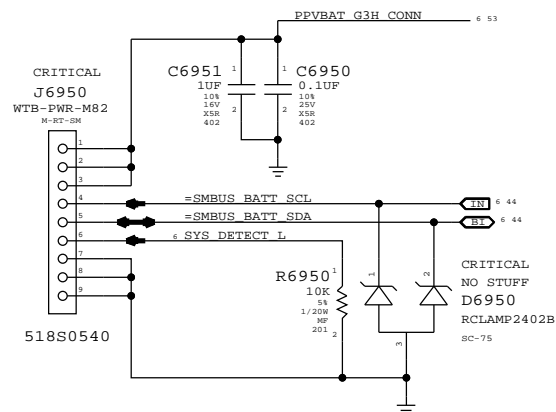 PPVBAT_G3H_CONN
6 53
CRITICAL
J6950
WTB-PWR-M82
M-RT-SM
C6951
1UF
10%
16V
X5R
402
1
2
C6950
0.1UF
10%
25V
X5R
402
1
2
1
2
3
4
5
6
7
8
9
=SMBUS_BATT_SCL
IN
6 44
=SMBUS_BATT_SDA
BI
6 44
6
SYS_DETECT_L
R6950
10K
5%
1/20W
MF
201
1
2
1
2
3
CRITICAL
NO STUFF
D6950
RCLAMP2402B
SC-75
518S0540